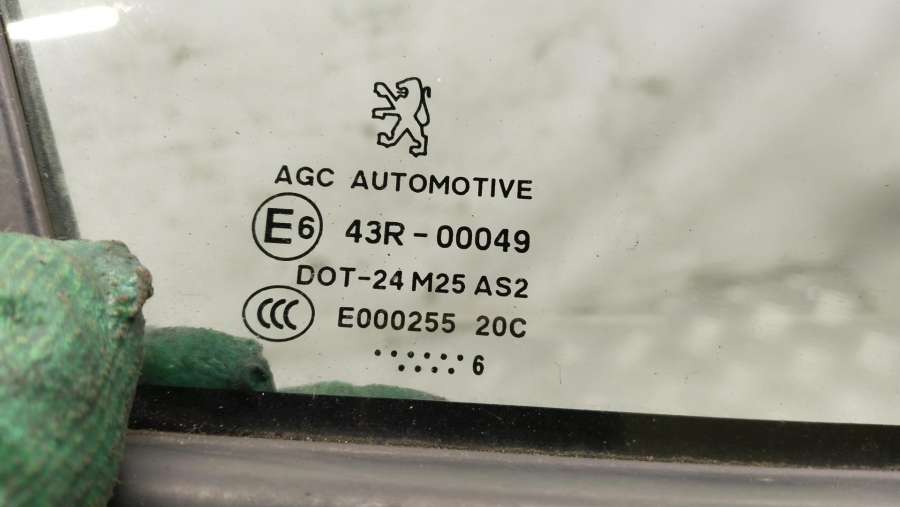 AGC AUTOMOTIVE
E6 43R-00049
DOT-24 M25 AS2
CCC E000255 20C
...... .... 6